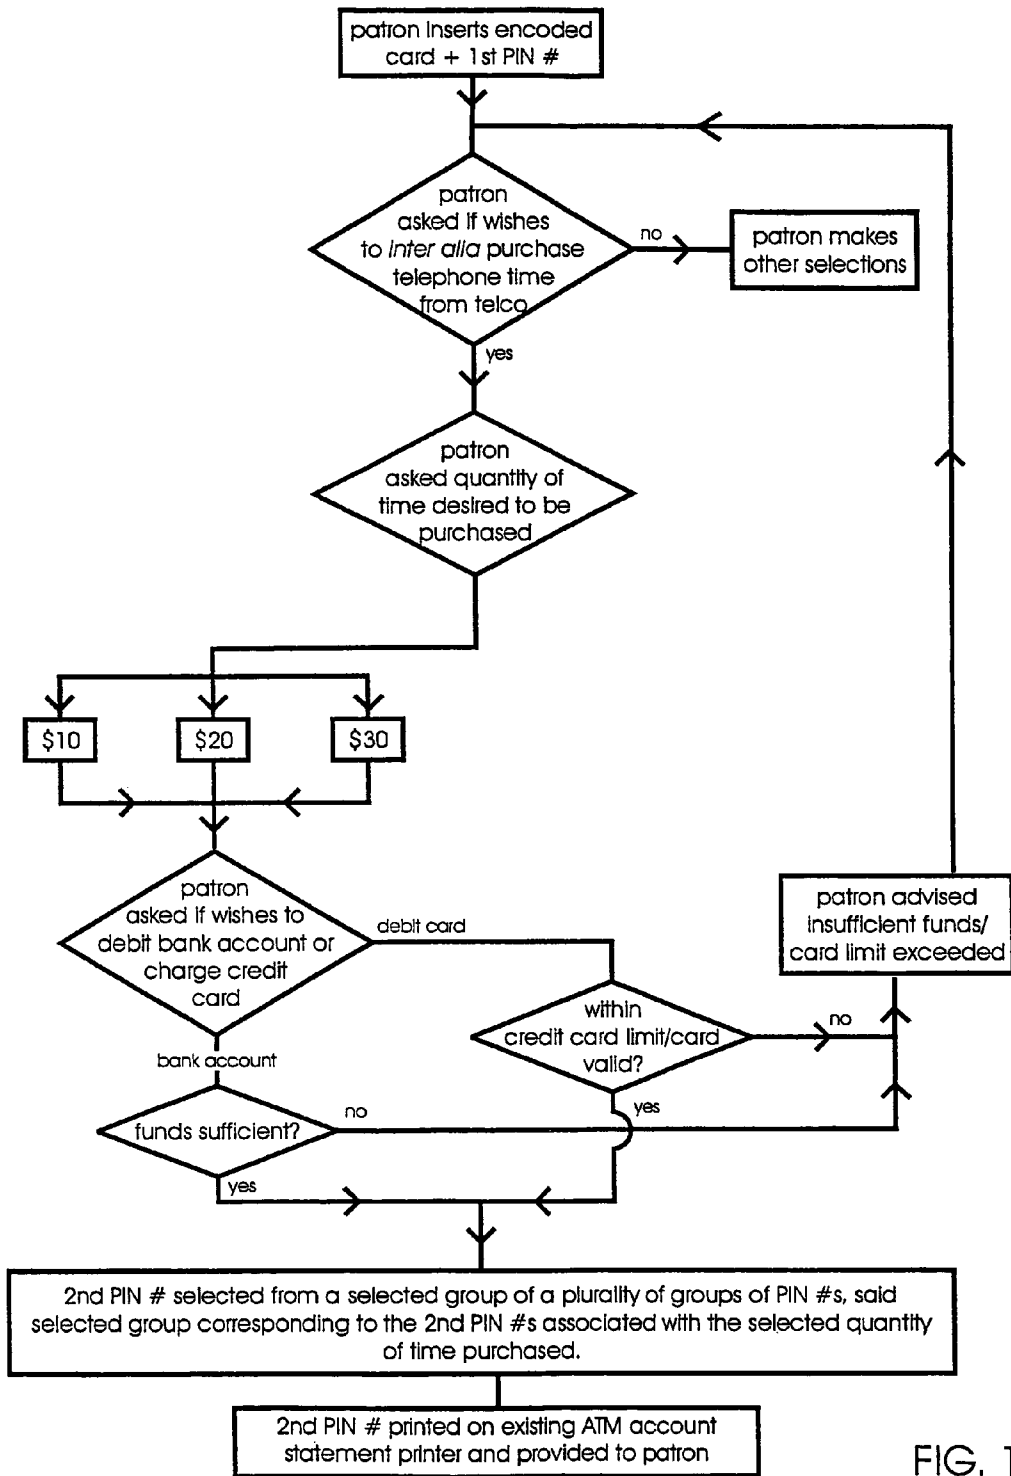 patron inserts encoded
card + 1st PIN #
patron
asked if wishes
to inter alia purchase
telephone time
from telco
no
patron makes
other selections
yes
patron
asked quantity of
time desired to be
purchased
$10
$20
$30
patron
asked if wishes to
debit bank account or
charge credit
card
debit card
patron advised
insufficient funds/
card limit exceeded
within
credit card limit/card
valid?
no
bank account
yes
funds sufficient?
no
yes
2nd PIN # selected from a selected group of a plurality of groups of PIN #s, said
selected group corresponding to the 2nd PIN #s associated with the selected quantity
of time purchased.
2nd PIN # printed on existing ATM account
statement printer and provided to patron
FIG. 1